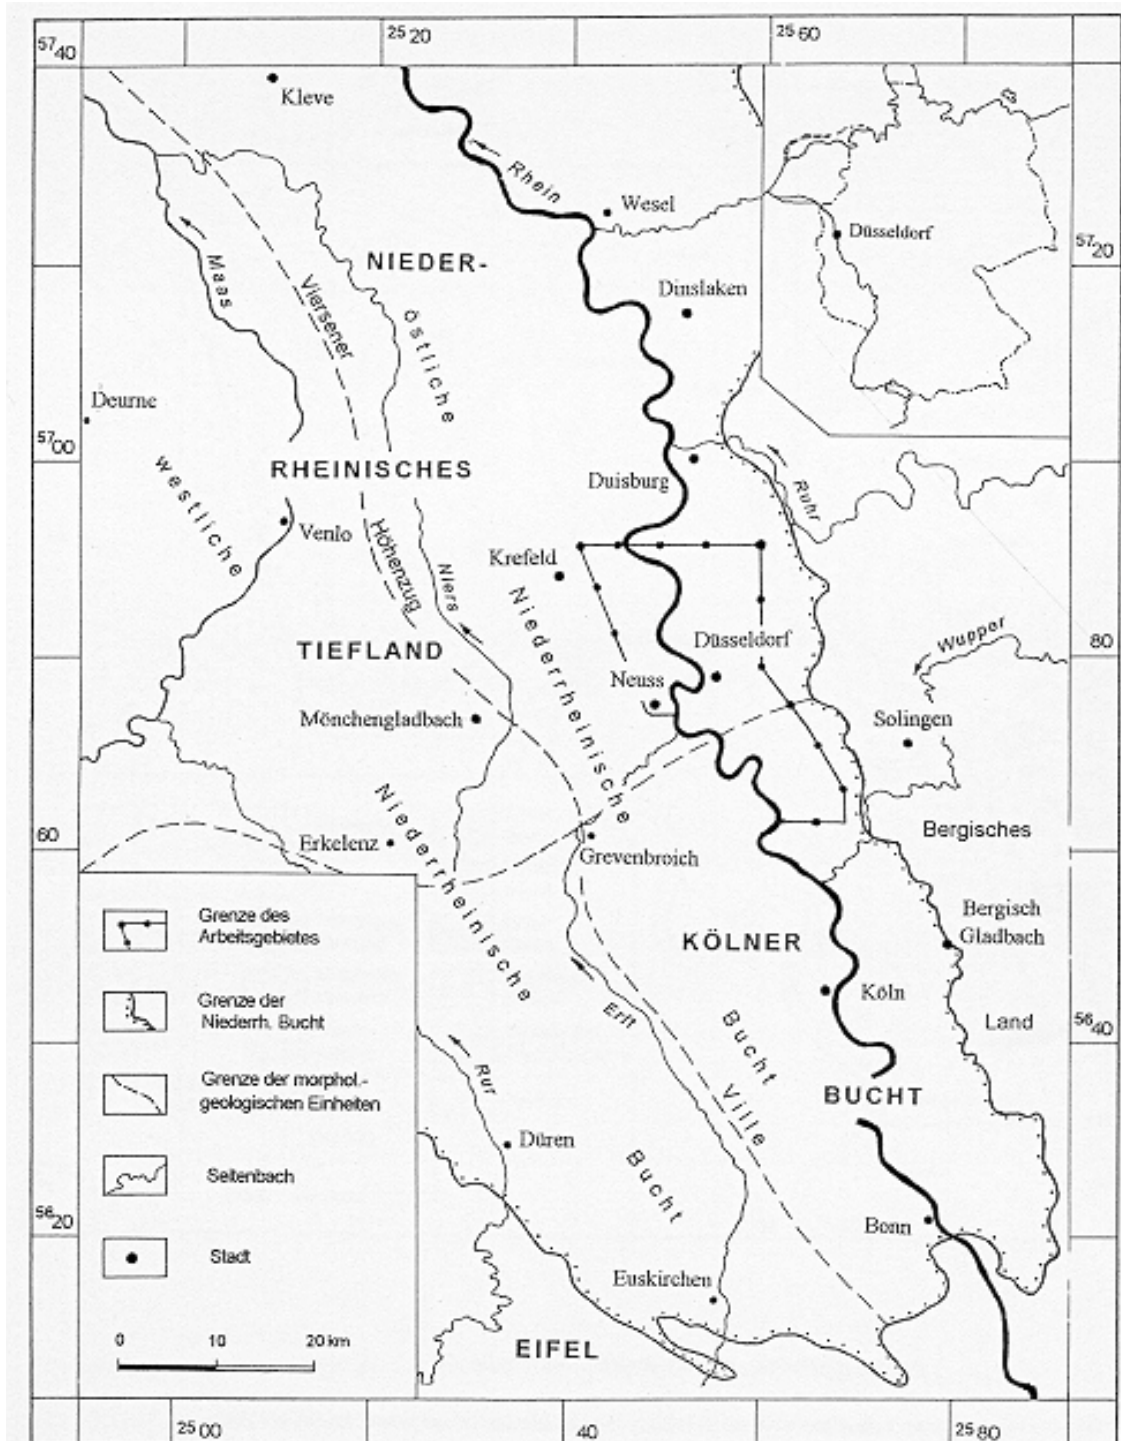 25 20
25 60
57 40
Kleve
Rhein
Wesel
Düsseldorf
57 20
NIEDER-
Maas
Viersener
östliche
Dinslaken
Deurne
57 00
RHEINISCHES
westliche
Duisburg
Ruhr
Venlo
Höhenzug
Niers
Krefeld
Niederrheinische
TIEFLAND
Düsseldorf
Wupper
80
Neuss
Mönchengladbach
Solingen
Niederrheinische
60
Erkelenz
Grevenbroich
Bergisches
Grenze des
Arbeitsgebietes
KÖLNER
Bergisch
Gladbach
Köln
Grenze der
Niederrh. Bucht
Erft
Bucht
Land
56 40
Grenze der morphol.-
geologischen Einheiten
Rur
Ville
BUCHT
Düren
Bucht
Seitenbach
56 20
Bonn
Stadt
Euskirchen
0 10 20 km
EIFEL
25 00
40
25 80